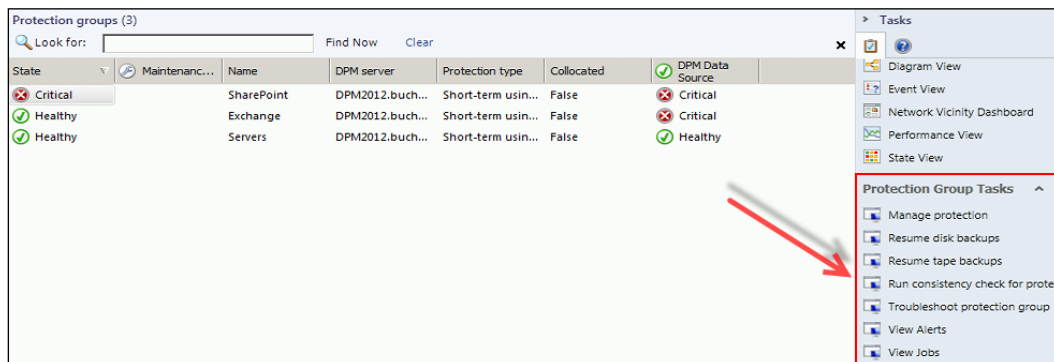 Protection groups (3)
Look for: Find Now Clear
State Maintenanc... Name DPM server Protection type Collocated DPM Data Source
Critical SharePoint DPM2012.buch... Short-term usin... False Critical
Healthy Exchange DPM2012.buch... Short-term usin... False Critical
Healthy Servers DPM2012.buch... Short-term usin... False Healthy
Tasks
Diagram View
Event View
Network Vicinity Dashboard
Performance View
State View
Protection Group Tasks
Manage protection
Resume disk backups
Resume tape backups
Run consistency check for prote
Troubleshoot protection group
View Alerts
View Jobs